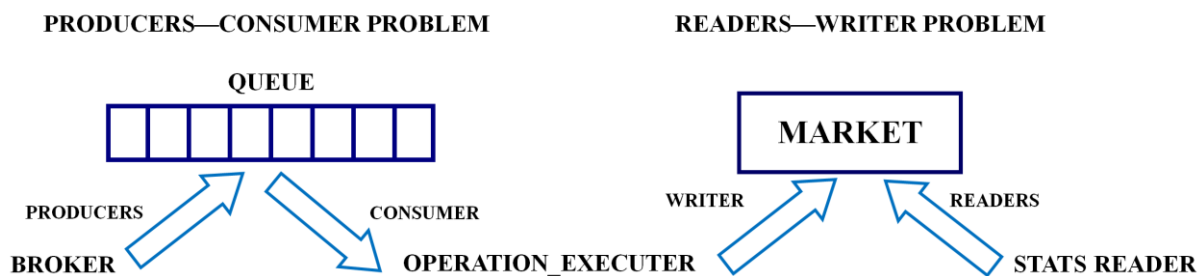 PRODUCERS—CONSUMER PROBLEM
READERS—WRITER PROBLEM
QUEUE
MARKET
PRODUCERS
CONSUMER
WRITER
READERS
BROKER
OPERATION_EXECUTER
STATS READER